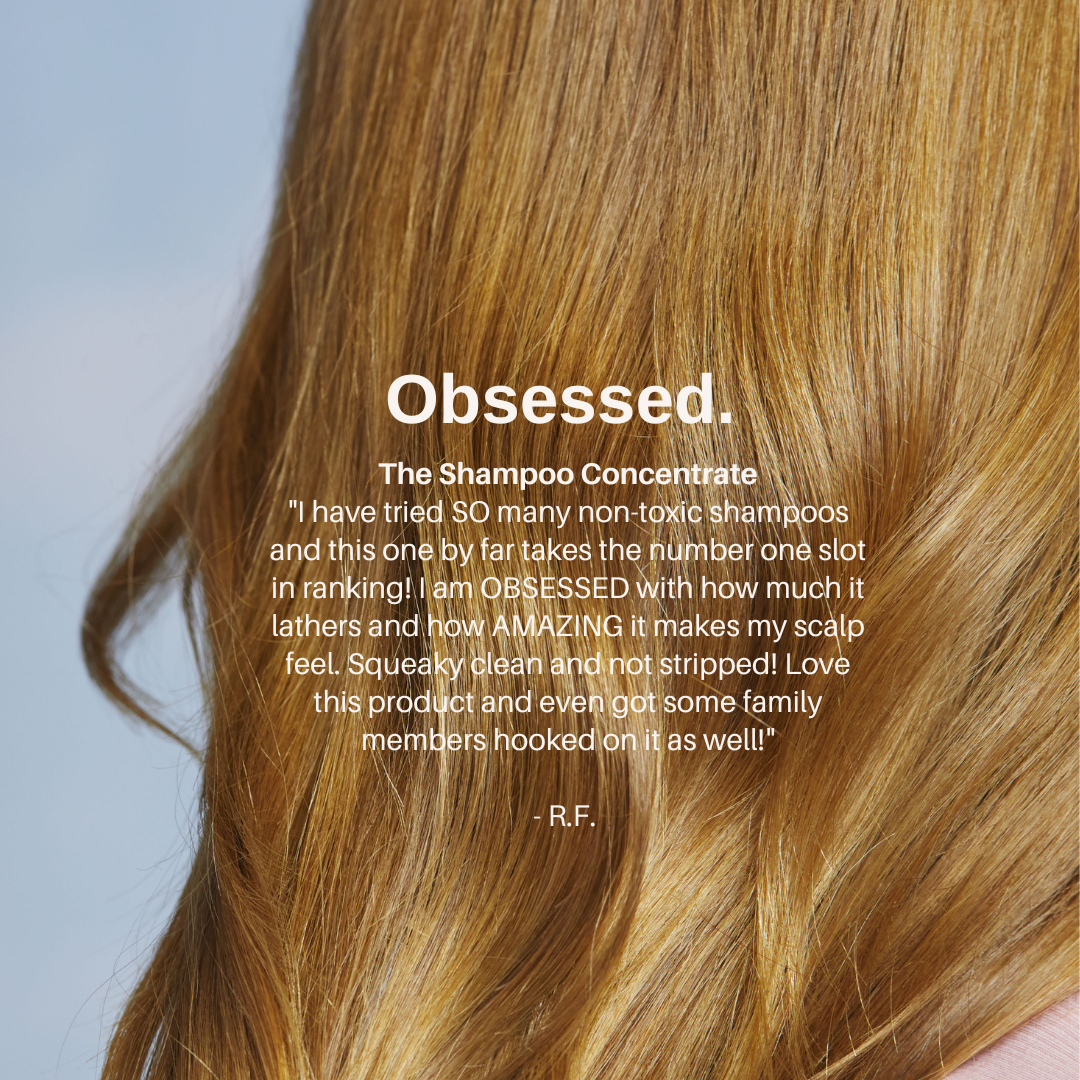 Obsessed.
The Shampoo Concentrate
"I have tried SO many non-toxic shampoos
and this one by far takes the number one slot
in ranking! I am OBSESSED with how much it
lathers and how AMAZING it makes my scalp
feel. Squeaky clean and not stripped! Love
this product and even got some family
members hooked on it as well!"
- R.F.